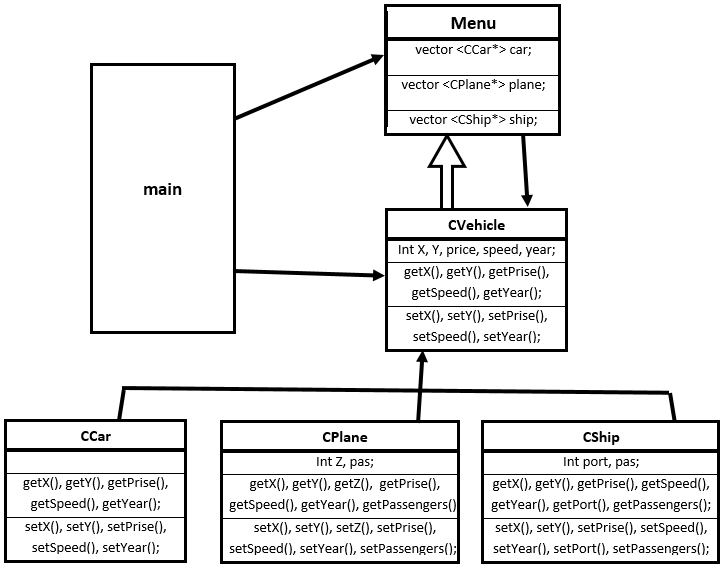 Menu
vector <CCar*> car;
vector <CPlane*> plane;
vector <CShip*> ship;
main
CVehicle
Int X, Y, price, speed, year;
getX(), getY(), getPrise(),
getSpeed(), getYear();
setX(), setY(), setPrise(),
setSpeed(), setYear();
CCar
getX(), getY(), getPrise(),
getSpeed(), getYear();
setX(), setY(), setPrise(),
setSpeed(), setYear();
CPlane
Int Z, pas;
getX(), getY(), getZ(), getPrise(),
getSpeed(), getYear(), getPassengers()
setX(), setY(), setZ(), setPrise(),
setSpeed(), setYear(), setPassengers();
CShip
Int port, pas;
getX(), getY(), getPrise(), getSpeed(),
getYear(), getPort(), getPassengers();
setX(), setY(), setPrise(), setSpeed(),
setYear(), setPort(), setPassengers();